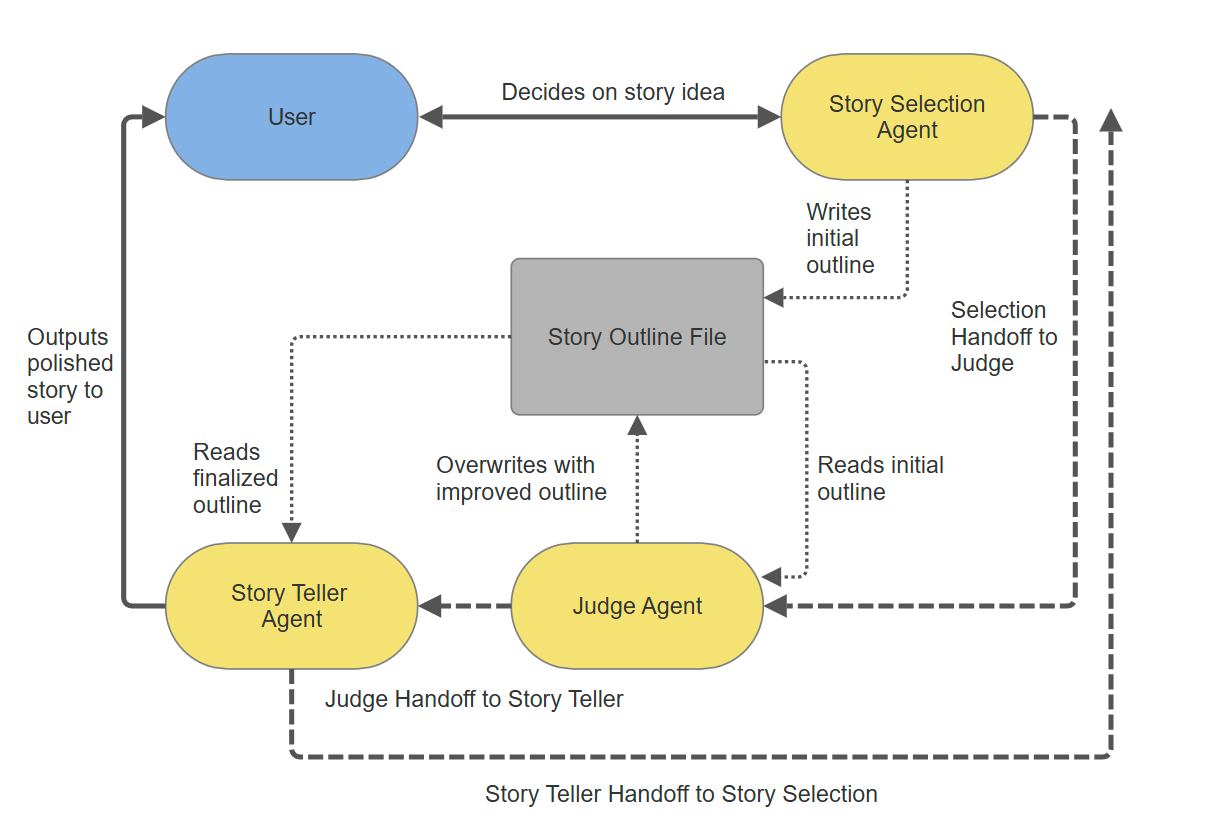 Decides on story idea
User
Story Selection
Agent
Writes
initial
outline
Selection
Handoff to
Judge
Story Outline File
Outputs
polished
story to
user
Reads
finalized
outline
Overwrites with
improved outline
Reads initial
outline
Story Teller
Agent
Judge Agent
Judge Handoff to Story Teller
Story Teller Handoff to Story Selection